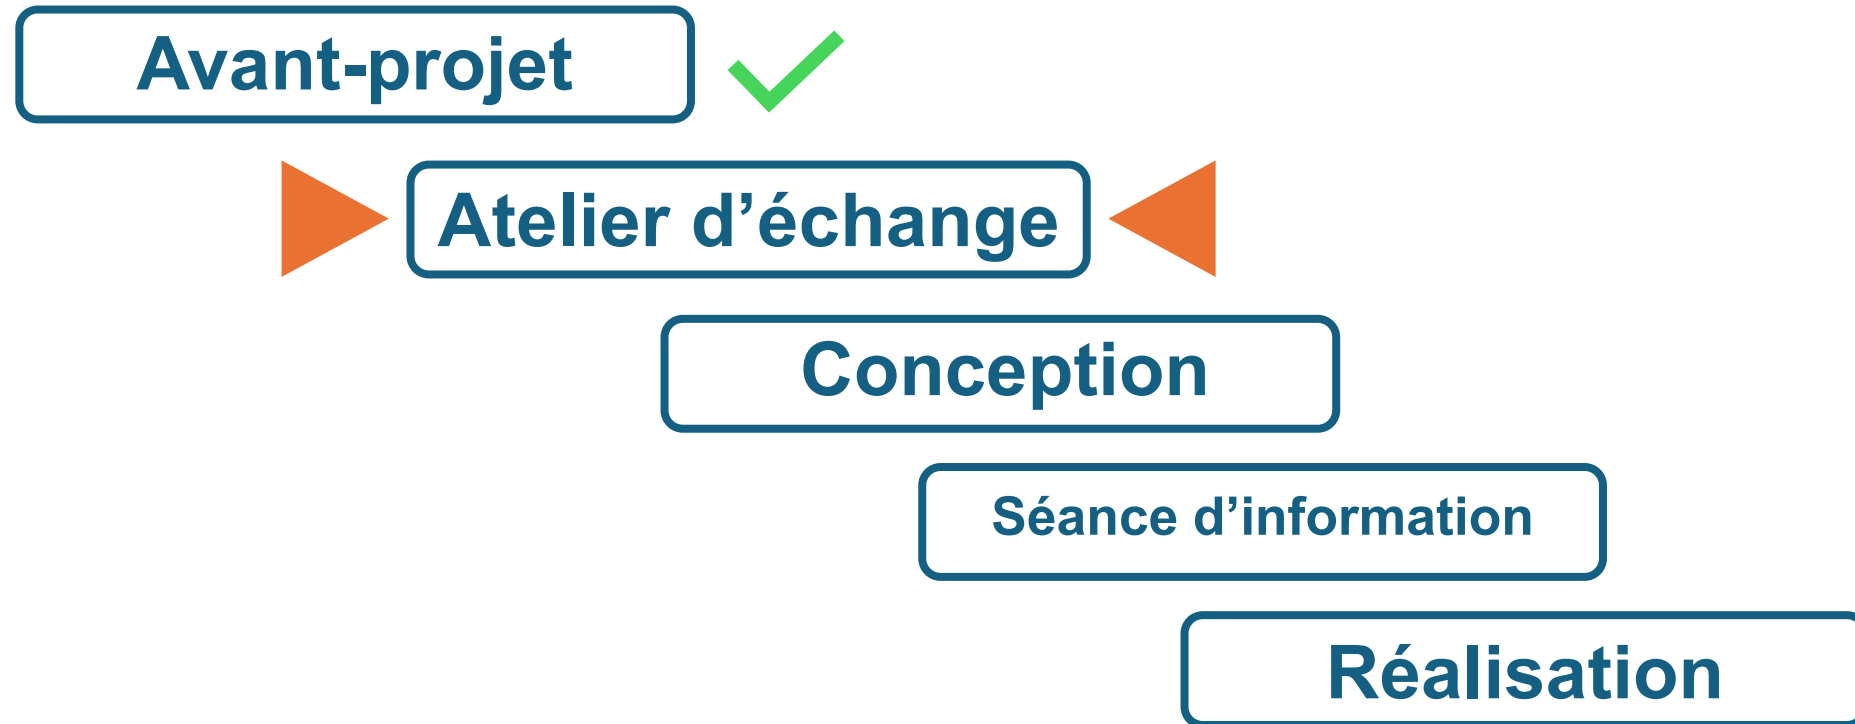 Avant-projet
Atelier d’échange
Conception
Séance d’information
Réalisation